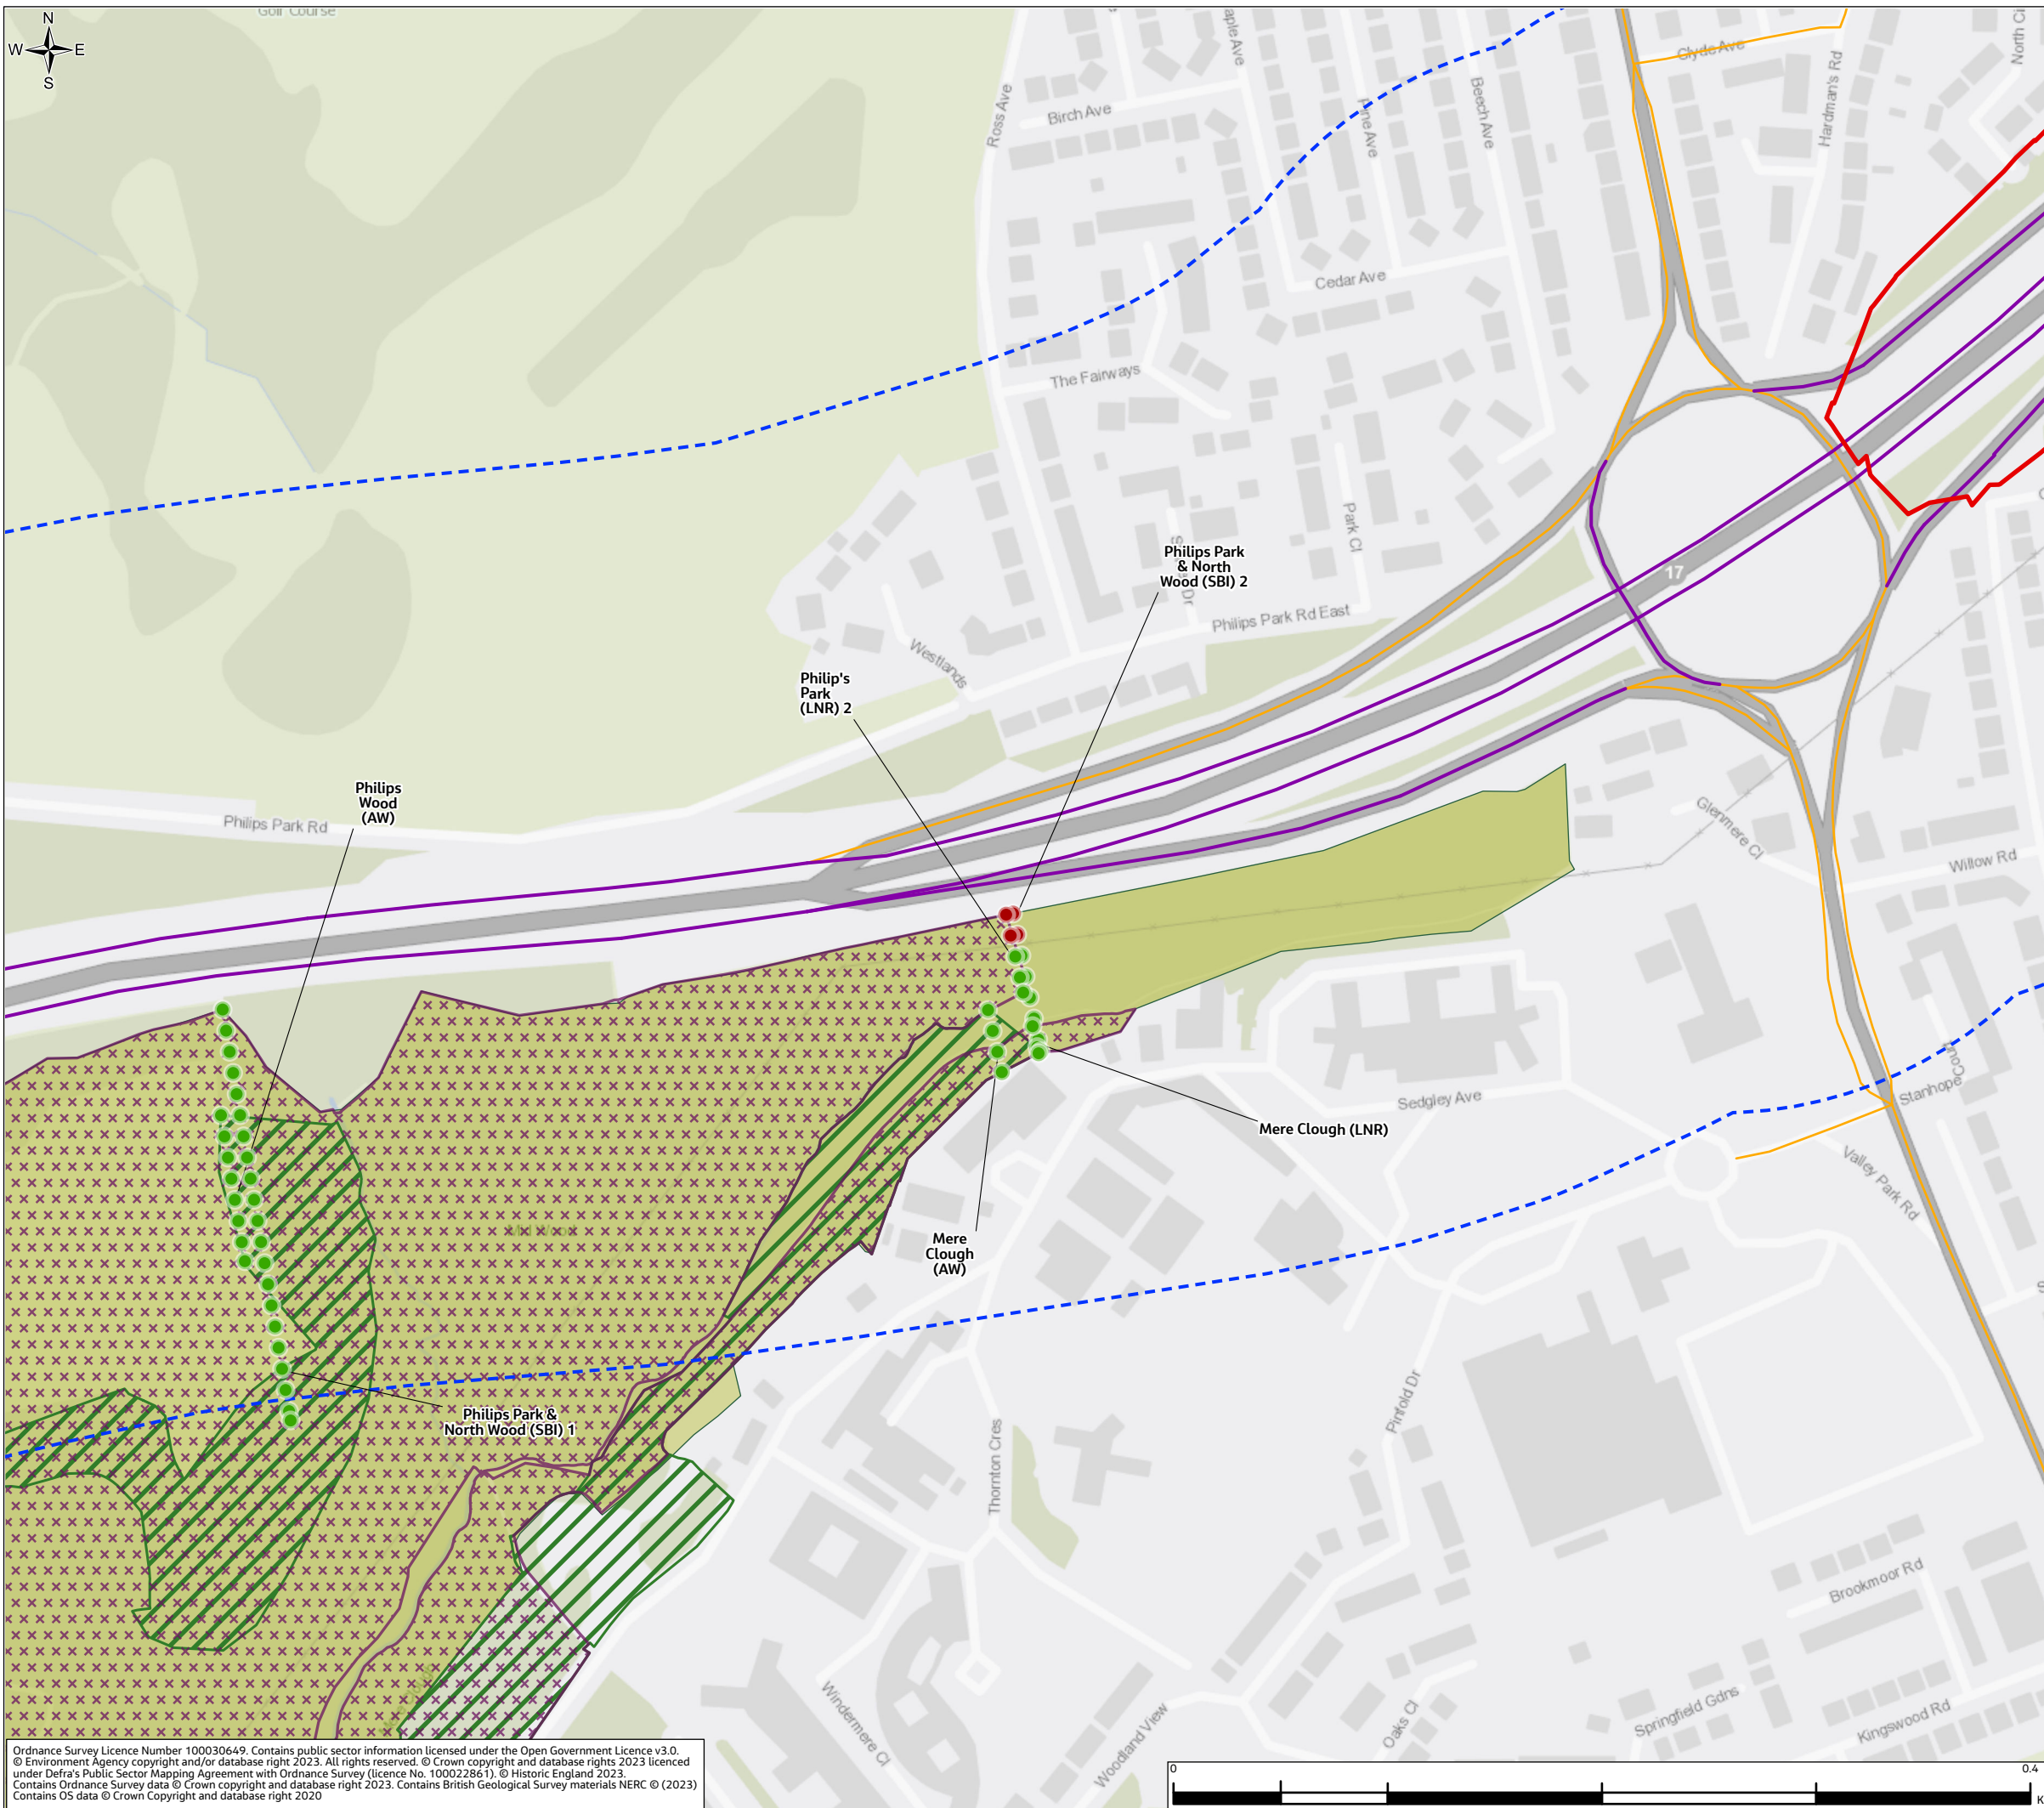 Golf Course
N
W E
S
Clyde Ave
North Cl
Hardman's Rd
Ross Ave
Birch Ave
Beech Ave
Cedar Ave
The Fairways
Park Cl
Philips Park
& North
Wood (SBI) 2
17
Philips Park Rd East
Westlands
Philip's
Park
(LNR) 2
Philips
Wood
(AW)
Philips Park Rd
Glenmere Cl
Willow Rd
Sedgley Ave
Stanhope
Mere Clough (LNR)
Valley Park Rd
Mid Wood
Mere
Clough
(AW)
Philips Park &
North Wood (SBI) 1
Pinfold Dr
Thornton Cres
Brookmoor Rd
Mere Clough
Windermere Cl
Woodland View
Oaks Cl
Springfield Gdns
Kingswood Rd
Ordnance Survey Licence Number 100030649. Contains public sector information licensed under the Open Government Licence v3.0.
© Environment Agency copyright and/or database right 2023. All rights reserved. © Crown copyright and database rights 2023 licenced
under Defra's Public Sector Mapping Agreement with Ordnance Survey (licence No. 100022861). © Historic England 2023.
Contains Ordnance Survey data © Crown copyright and database right 2023. Contains British Geological Survey materials NERC © (2023)
Contains OS data © Crown Copyright and database right 2020
0 0.4